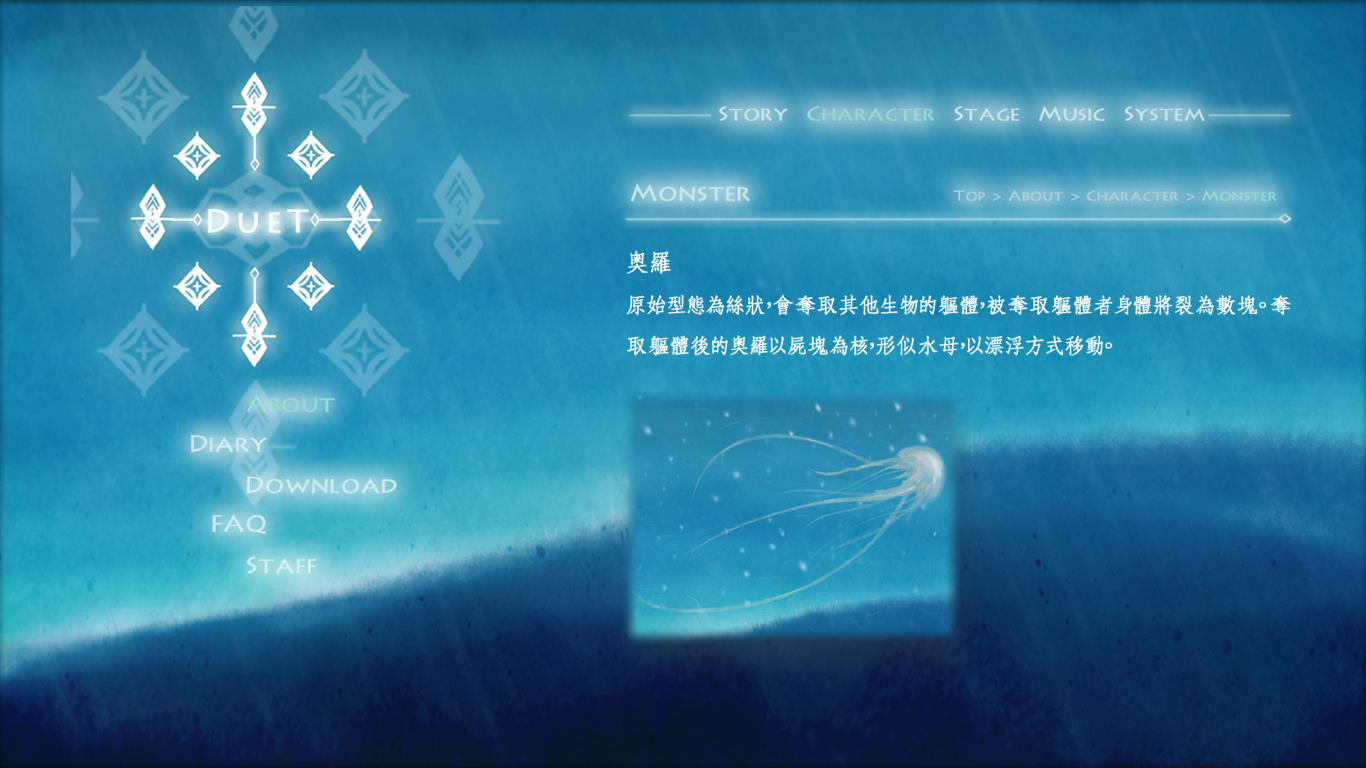 DUET
ABOUT
DIARY
DOWNLOAD
FAQ
STAFF
STORY CHARACTER STAGE MUSIC SYSTEM
MONSTER
TOP > ABOUT > CHARACTER > MONSTER
奧羅
原始型態為絲狀，會奪取其他生物的軀體，被奪取軀體者身體將裂為數塊。奪
取軀體後的奧羅以屍塊為核，形似水母，以漂浮方式移動。